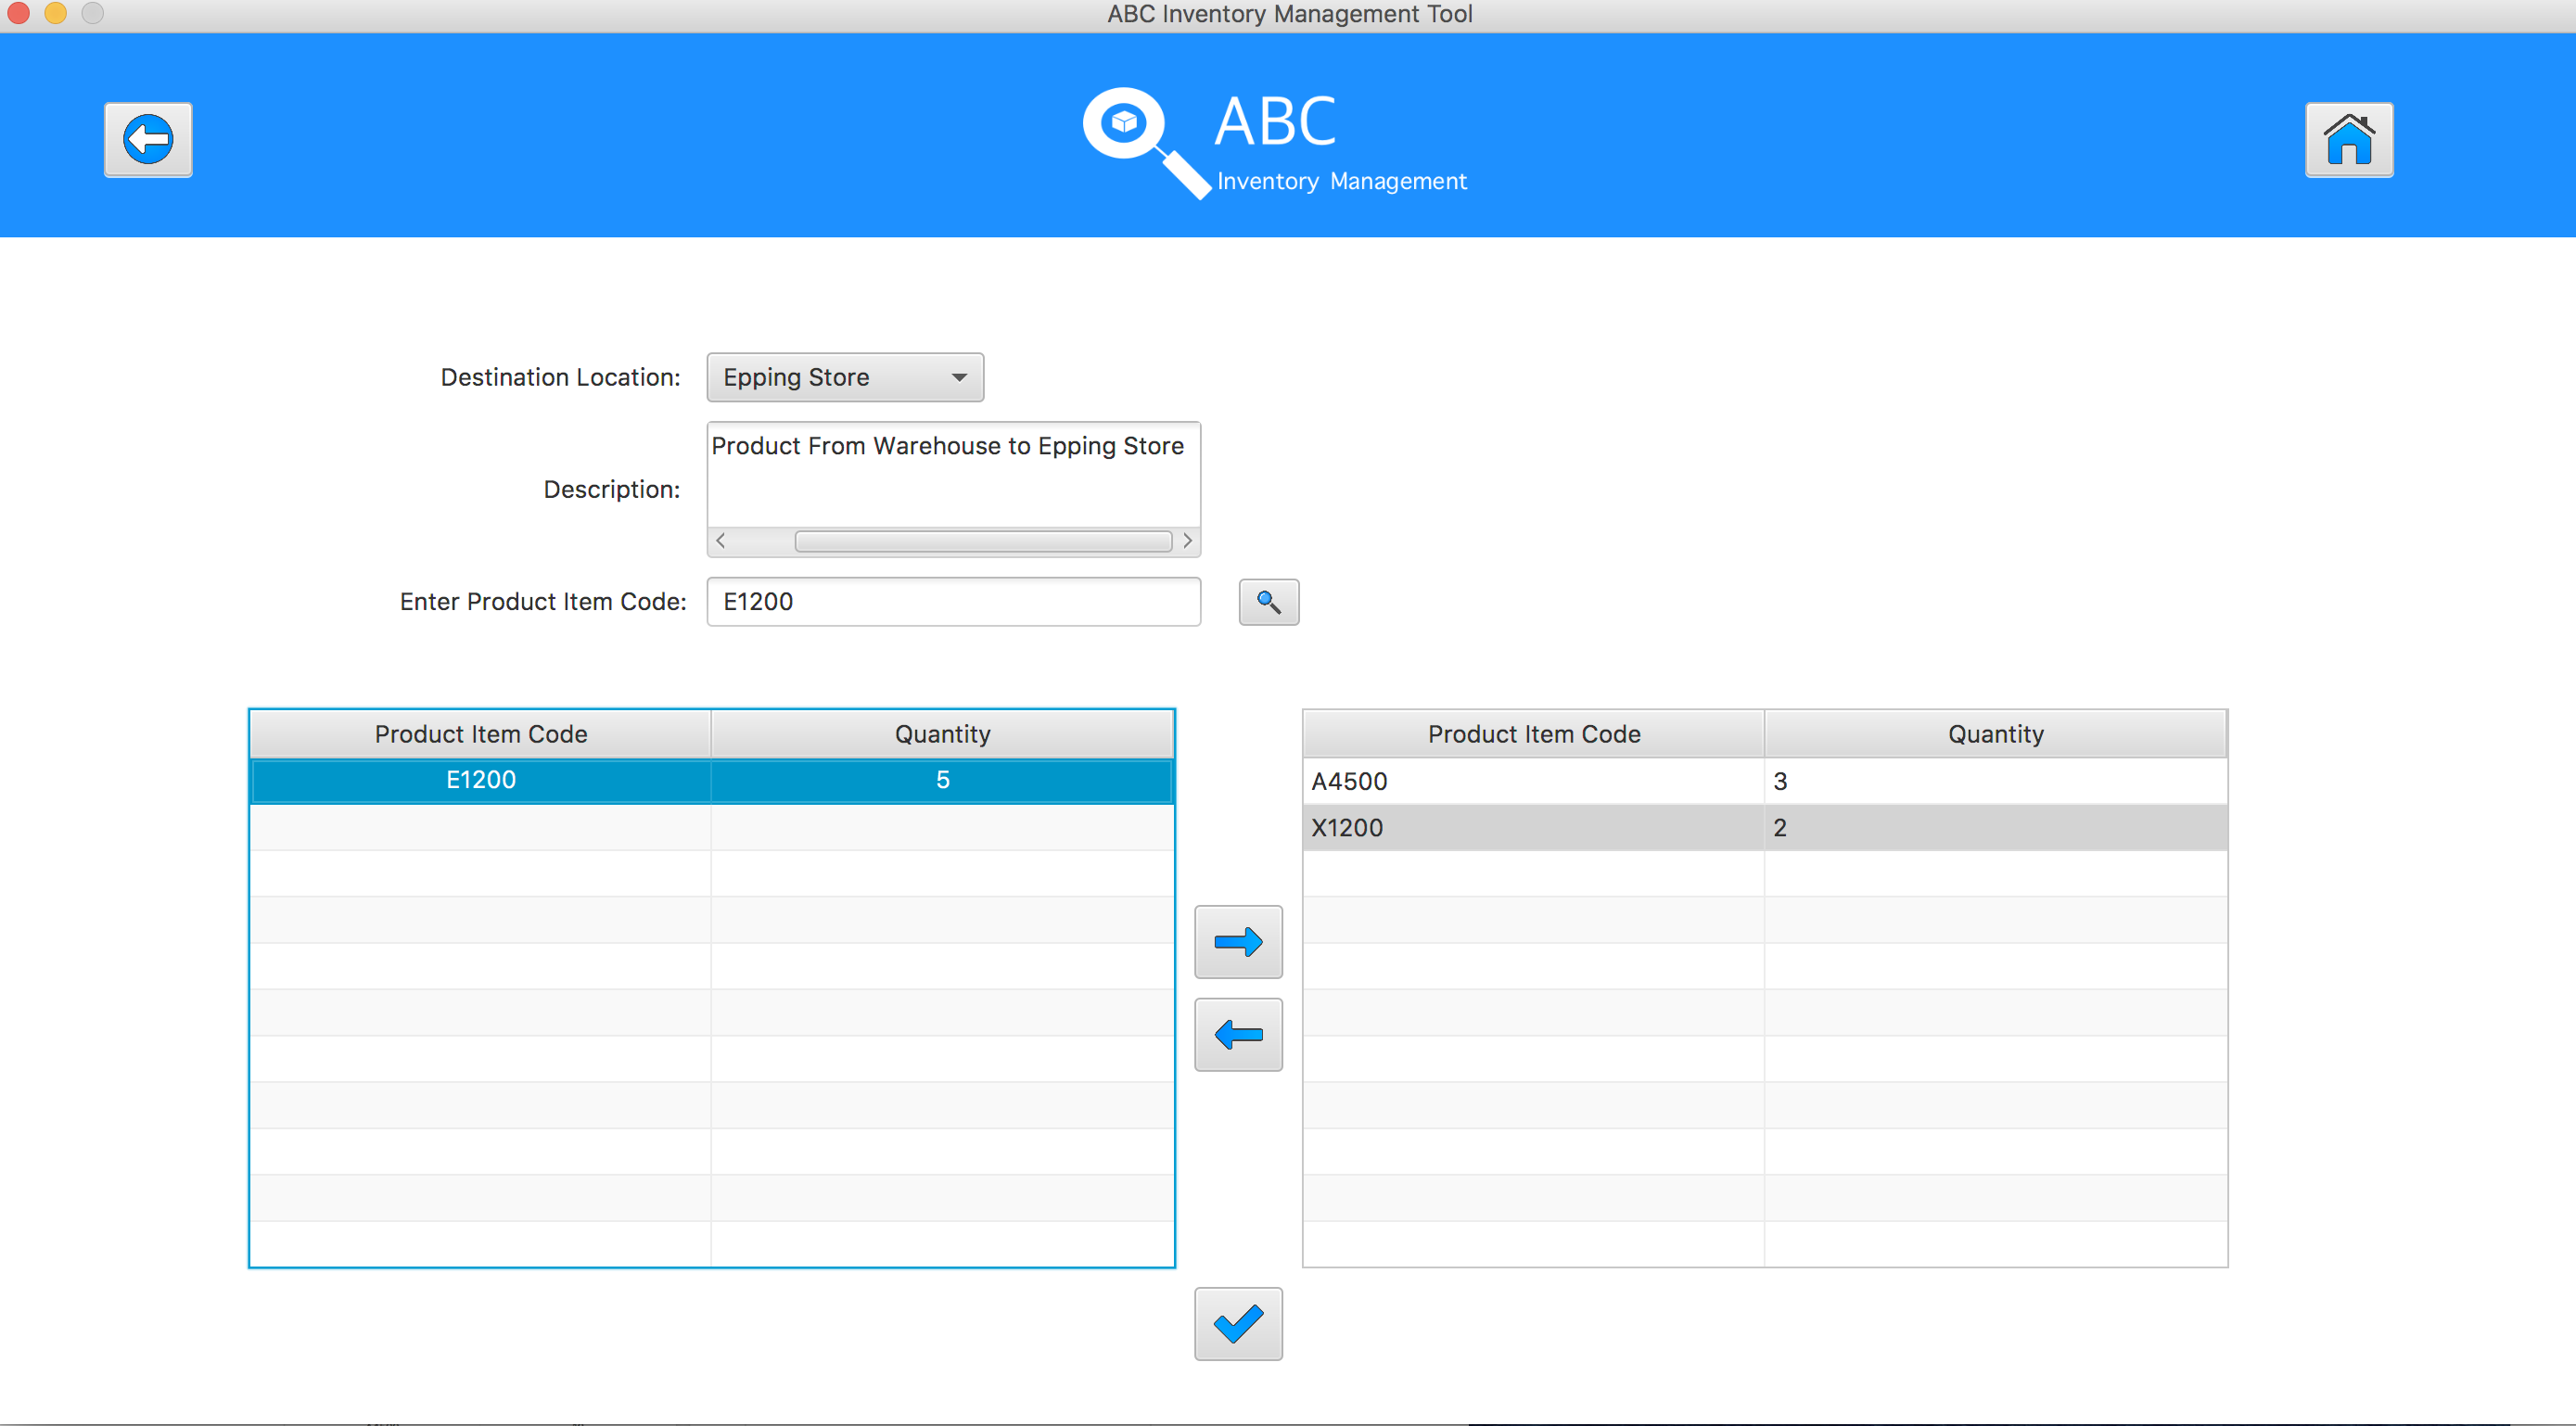 ABC Inventory Management Tool
ABC
Inventory Management
Destination Location: Epping Store
Product From Warehouse to Epping Store
Description:
Enter Product Item Code: E1200
Product Item Code Quantity Product Item Code Quantity
E1200 5 A4500 3
X1200 2